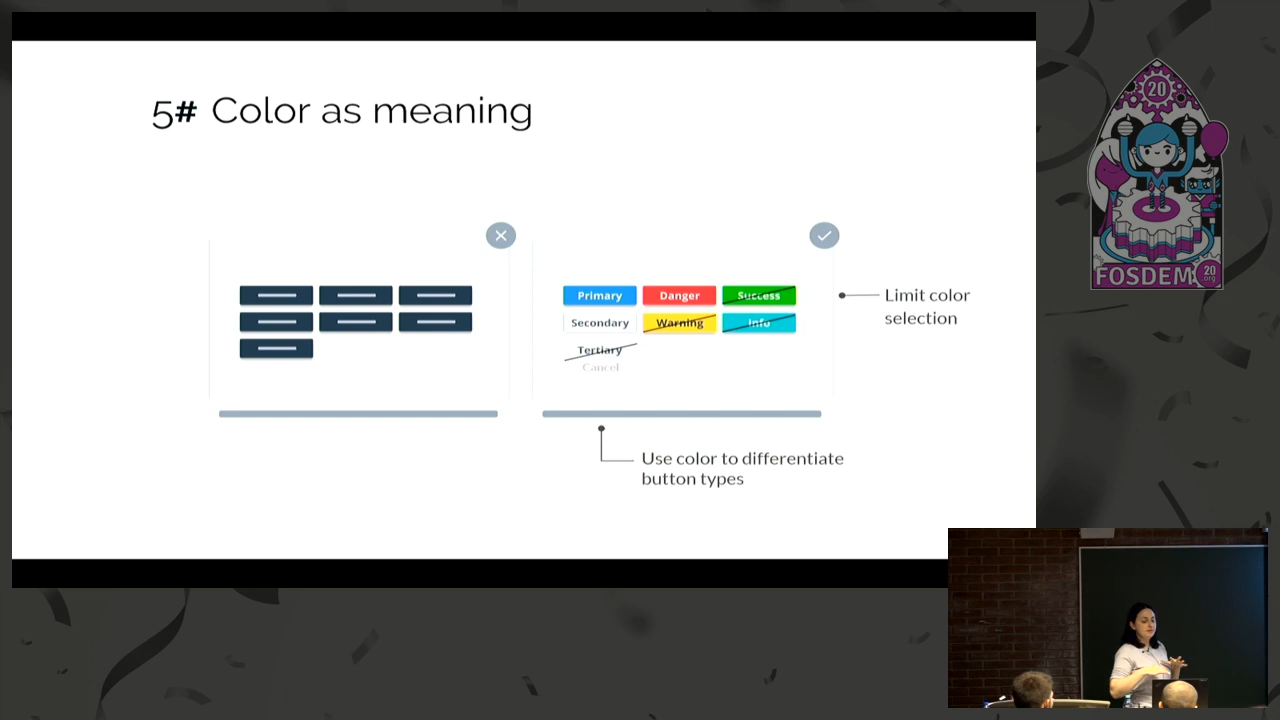 5# Color as meaning
Primary Danger Success
Secondary Warning Info
Tertiary
Cancel
Limit color
selection
Use color to differentiate
button types
20
FOSDEM 20
.org